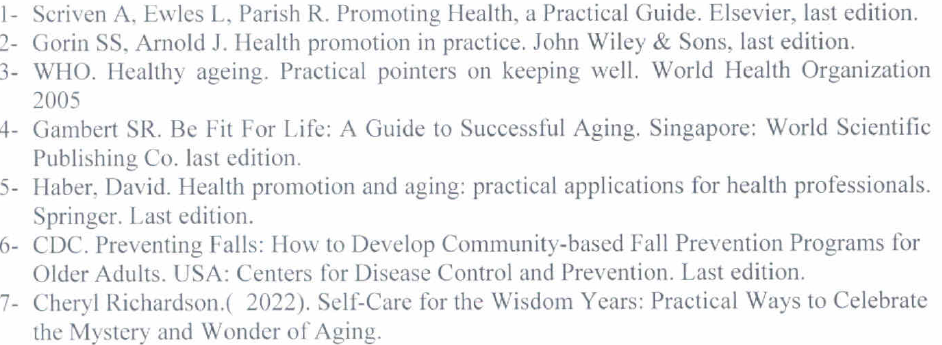 1- Scriven A, Ewles L, Parish R. Promoting Health, a Practical Guide. Elsevier, last edition.
2- Gorin SS, Arnold J. Health promotion in practice. John Wiley & Sons, last edition.
3- WHO. Healthy ageing. Practical pointers on keeping well. World Health Organization
2005
4- Gambert SR. Be Fit For Life: A Guide to Successful Aging. Singapore: World Scientific
Publishing Co. last edition.
5- Haber, David. Health promotion and aging: practical applications for health professionals.
Springer. Last edition.
6- CDC. Preventing Falls: How to Develop Community-based Fall Prevention Programs for
Older Adults. USA: Centers for Disease Control and Prevention. Last edition.
7- Cheryl Richardson.( 2022). Self-Care for the Wisdom Years: Practical Ways to Celebrate
the Mystery and Wonder of Aging.